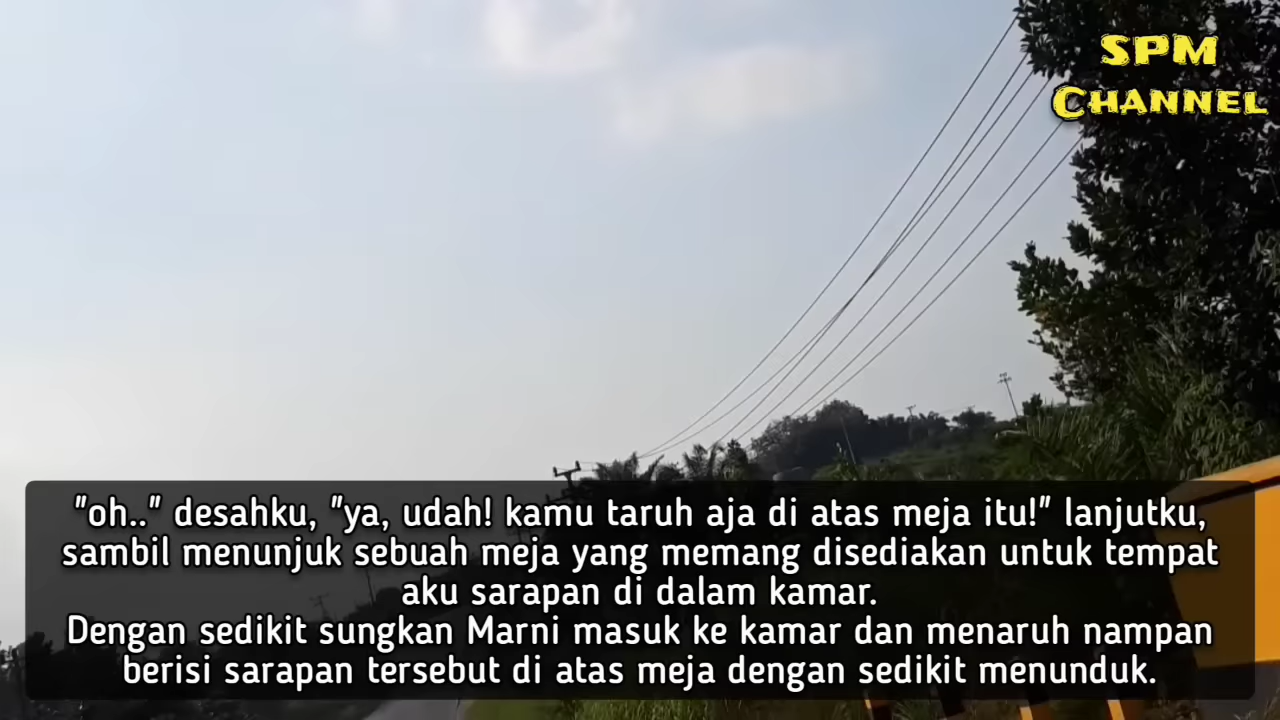 SPM
CHANNEL
"oh.." desahku, "ya, udah! kamu taruh aja di atas meja itu!" lanjutku,
sambil menunjuk sebuah meja yang memang disediakan untuk tempat
aku sarapan di dalam kamar.
Dengan sedikit sungkan Marni masuk ke kamar dan menaruh nampan
berisi sarapan tersebut di atas meja dengan sedikit menunduk.